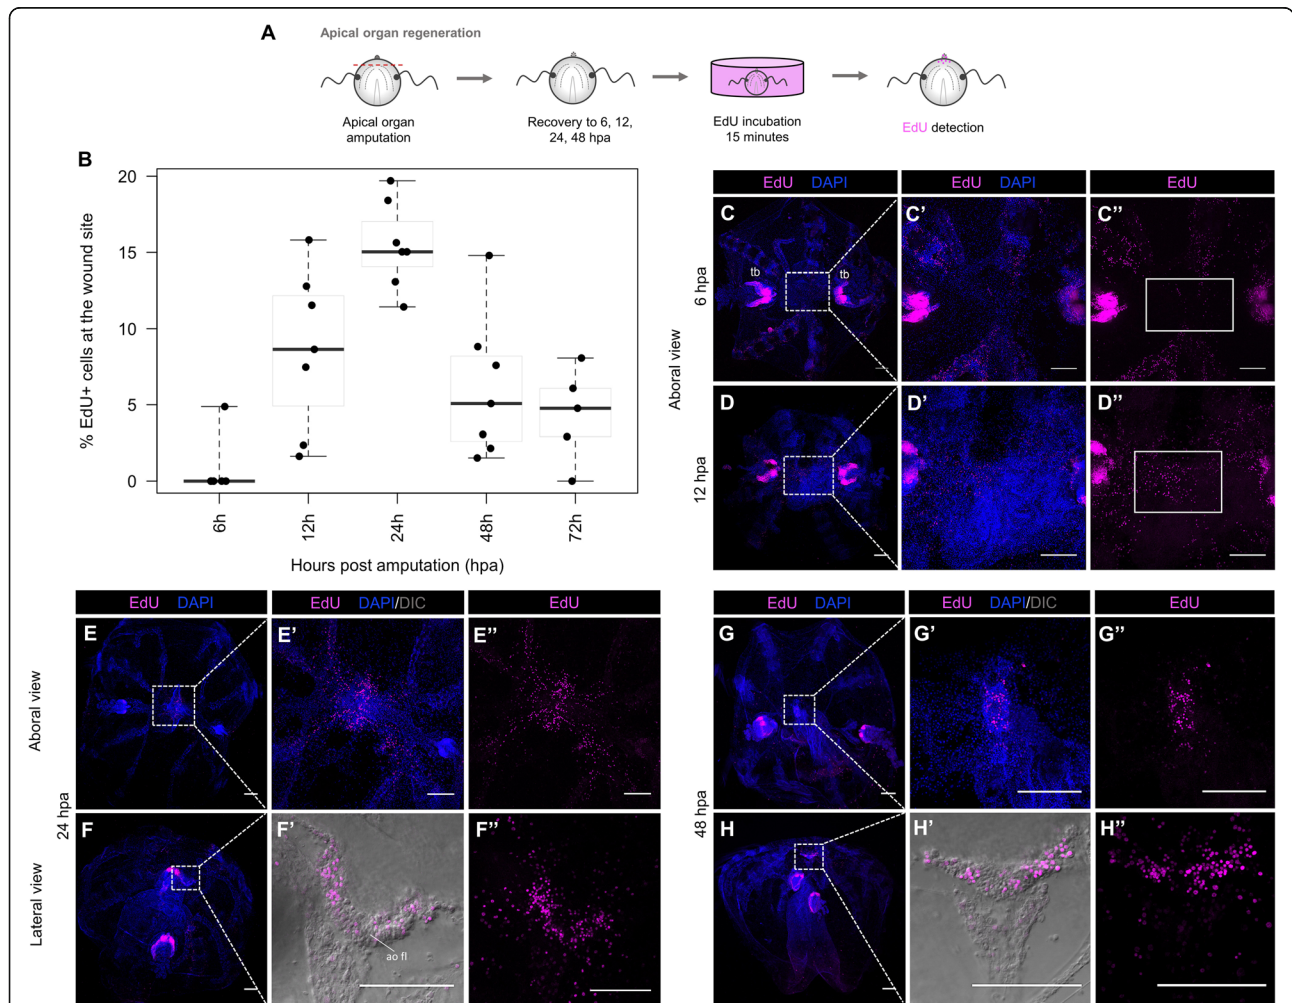 A
Apical organ regeneration
Apical organ
amputation
Recovery to 6, 12,
24, 48 hpa
EdU incubation
15 minutes
EdU detection
B
% EdU+ cells at the wound site
20
15
10
5
0
6h
12h
24h
48h
72h
Hours post amputation (hpa)
EdU DAPI
EdU DAPI
EdU
Aboral view
6 hpa
C
tb
tb
C'
C''
12 hpa
D
D'
D''
EdU DAPI
EdU DAPI/DIC
EdU
24 hpa
Aboral view
E
E'
E''
Lateral view
F
F'
ao fl
F''
EdU DAPI
EdU DAPI/DIC
EdU
48 hpa
G
G'
G''
H
H'
H''